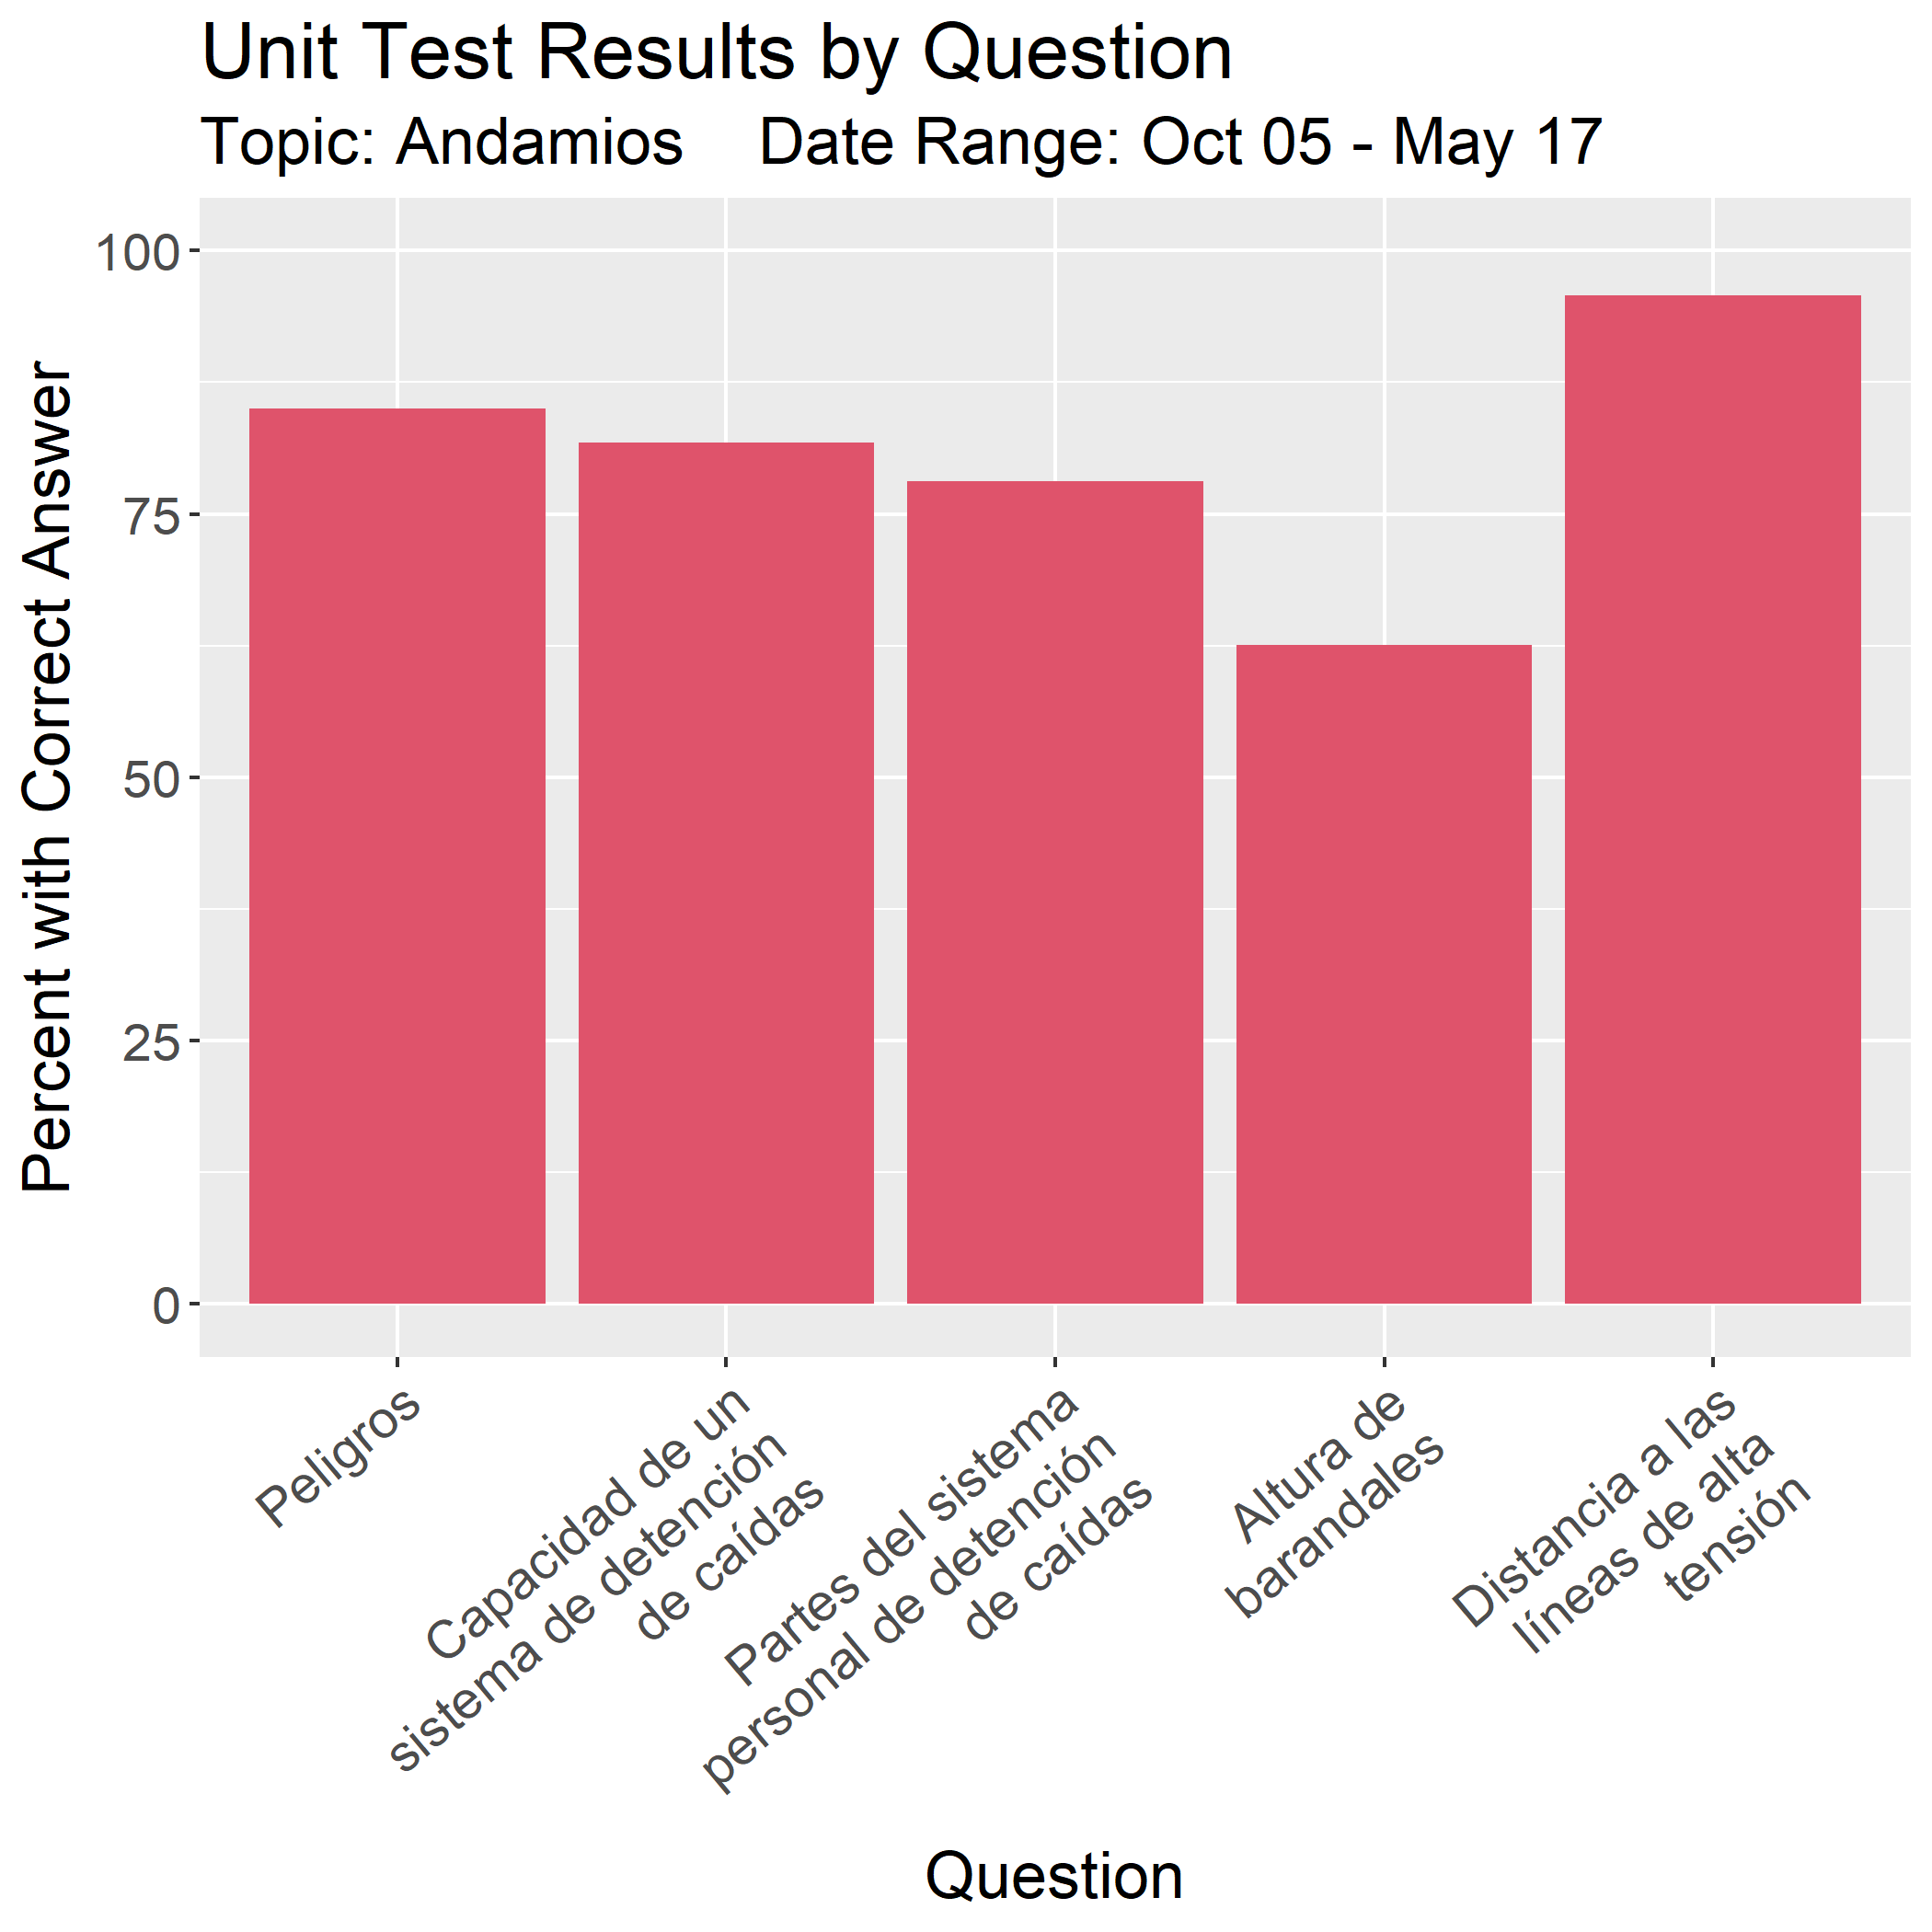 Unit Test Results by Question
Topic: Andamios Date Range: Oct 05 - May 17
Percent with Correct Answer
100
75
50
25
0
Peligros
Capacidad de un
sistema de detención
de caídas
Partes del sistema
personal de detención
de caídas
Altura de
barandales
Distancia a las
líneas de alta
tensión
Question